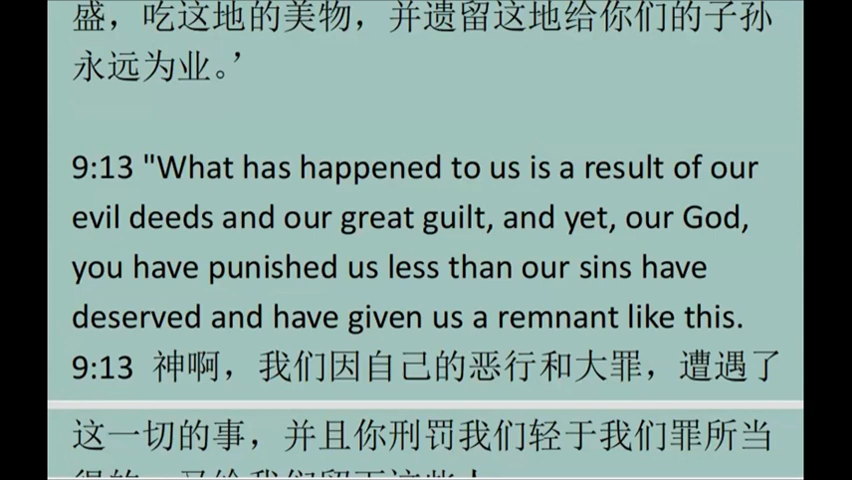 盛，吃这地的美物，并遗留这地给你们的子孙
永远为业。’
9:13 "What has happened to us is a result of our
evil deeds and our great guilt, and yet, our God,
you have punished us less than our sins have
deserved and have given us a remnant like this.
9:13 神啊，我们因自己的恶行和大罪，遭遇了
这一切的事，并且你刑罚我们轻于我们罪所当